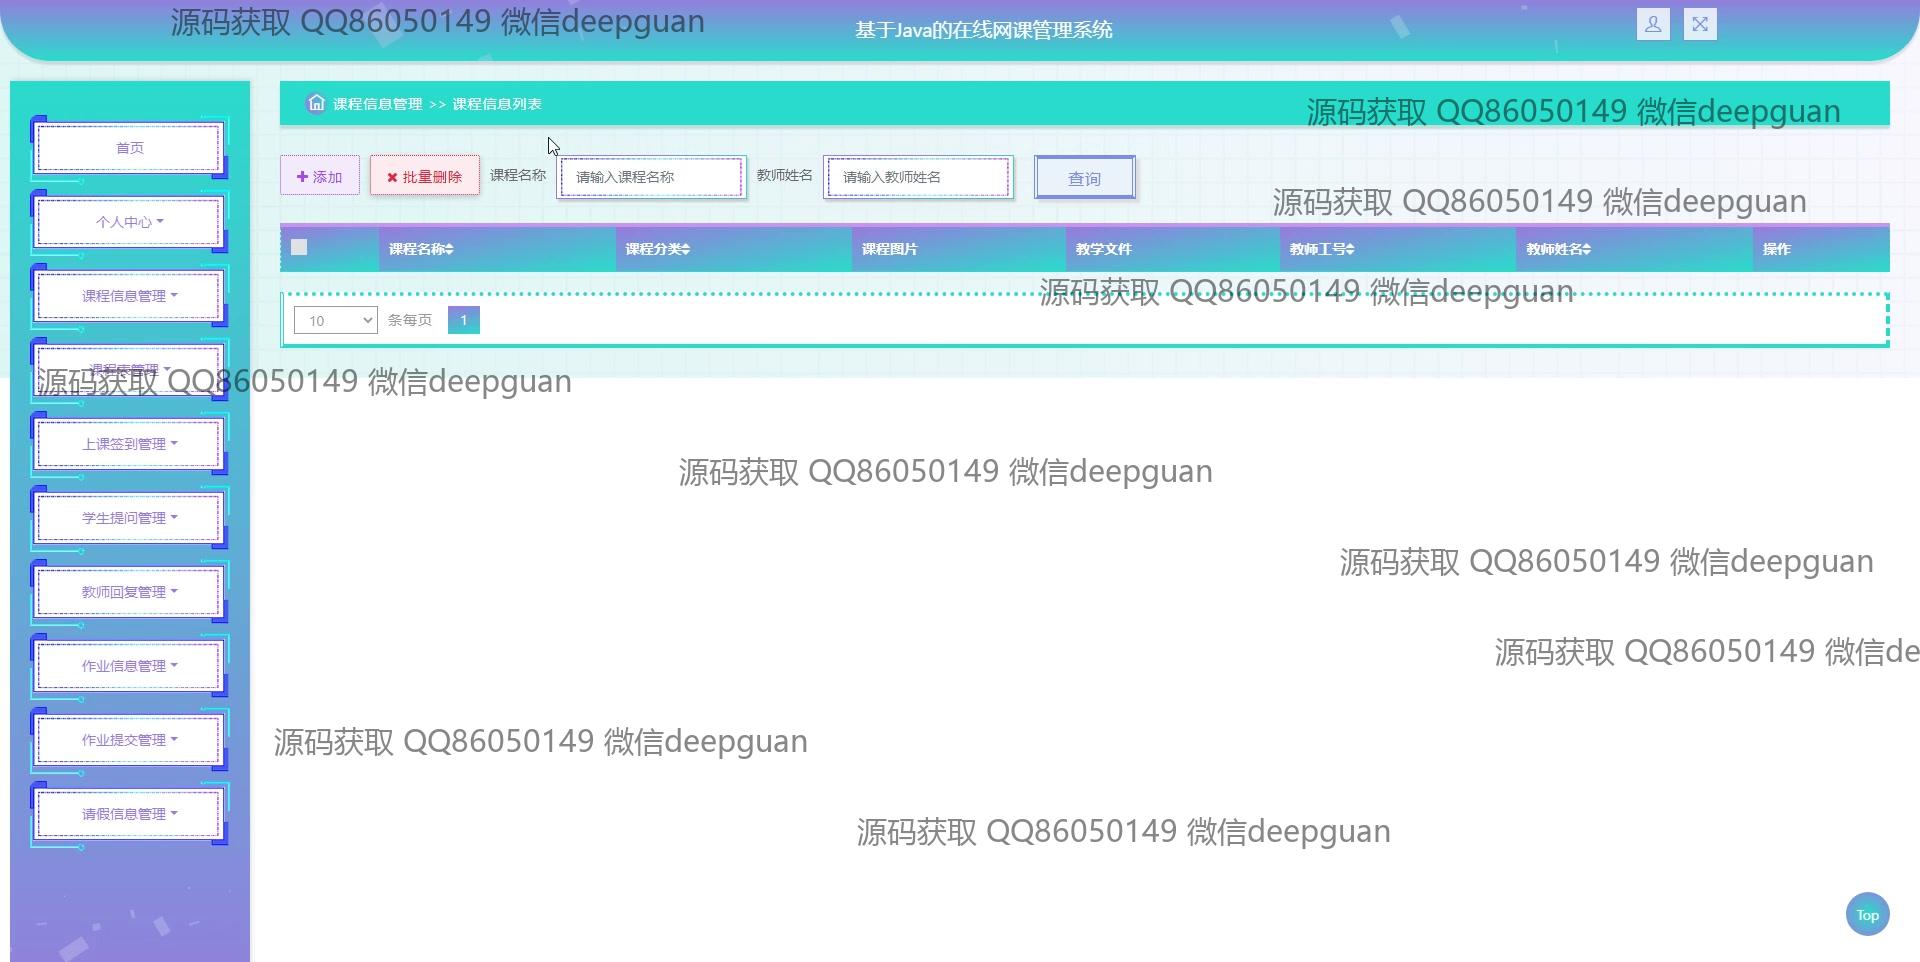 源码获取 QQ86050149 微信deepguan
基于Java的在线网课管理系统
课程信息管理 >> 课程信息列表
源码获取 QQ86050149 微信deepguan
首页
添加 批量删除 课程名称 请输入课程名称 教师姓名 请输入教师姓名 查询
源码获取 QQ86050149 微信deepguan
个人中心
课程名称 课程分类 课程图片 教学文件 教师工号 教师姓名 操作
源码获取 QQ86050149 微信deepguan
课程信息管理
10 条每页 1
课程表管理
源码获取 QQ86050149 微信deepguan
上课签到管理
源码获取 QQ86050149 微信deepguan
学生提问管理
源码获取 QQ86050149 微信deepguan
教师回复管理
源码获取 QQ86050149 微信de
作业信息管理
作业提交管理
源码获取 QQ86050149 微信deepguan
请假信息管理
源码获取 QQ86050149 微信deepguan
Top